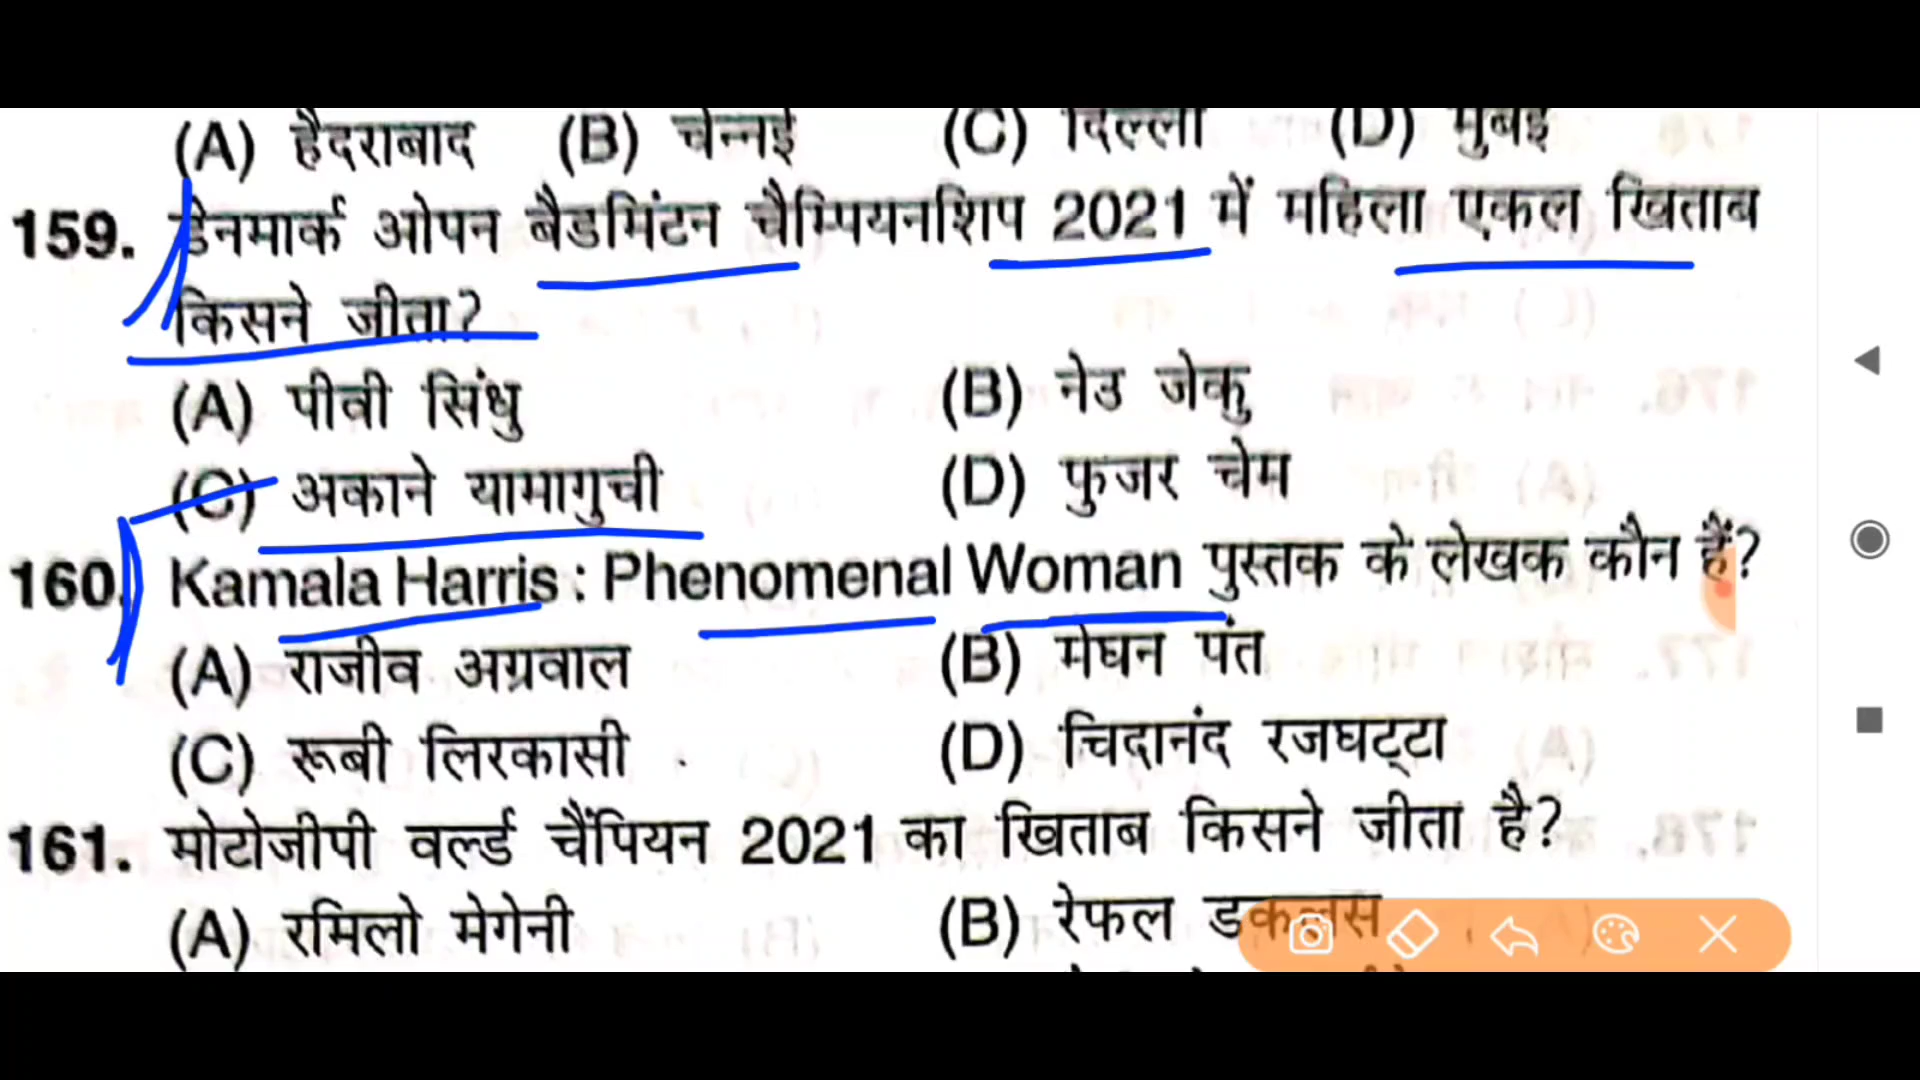 (A) हैदराबाद (B) चेन्नई (C) दिल्ली (D) मुंबई
159. डेनमार्क ओपन बैडमिंटन चैम्पियनशिप 2021 में महिला एकल खिताब
किसने जीता?
(A) पीवी सिंधु (B) नेउ जेकु
(C) अकाने यामागुची (D) फुजर चेम
160. Kamala Harris : Phenomenal Woman पुस्तक के लेखक कौन हैं?
(A) राजीव अग्रवाल (B) मेघन पंत
(C) रूबी लिरकासी (D) चिदानंद रजघट्टा
161. मोटोजीपी वर्ल्ड चैंपियन 2021 का खिताब किसने जीता है?
(A) रमिलो मेगेनी (B) रेफल डकलस